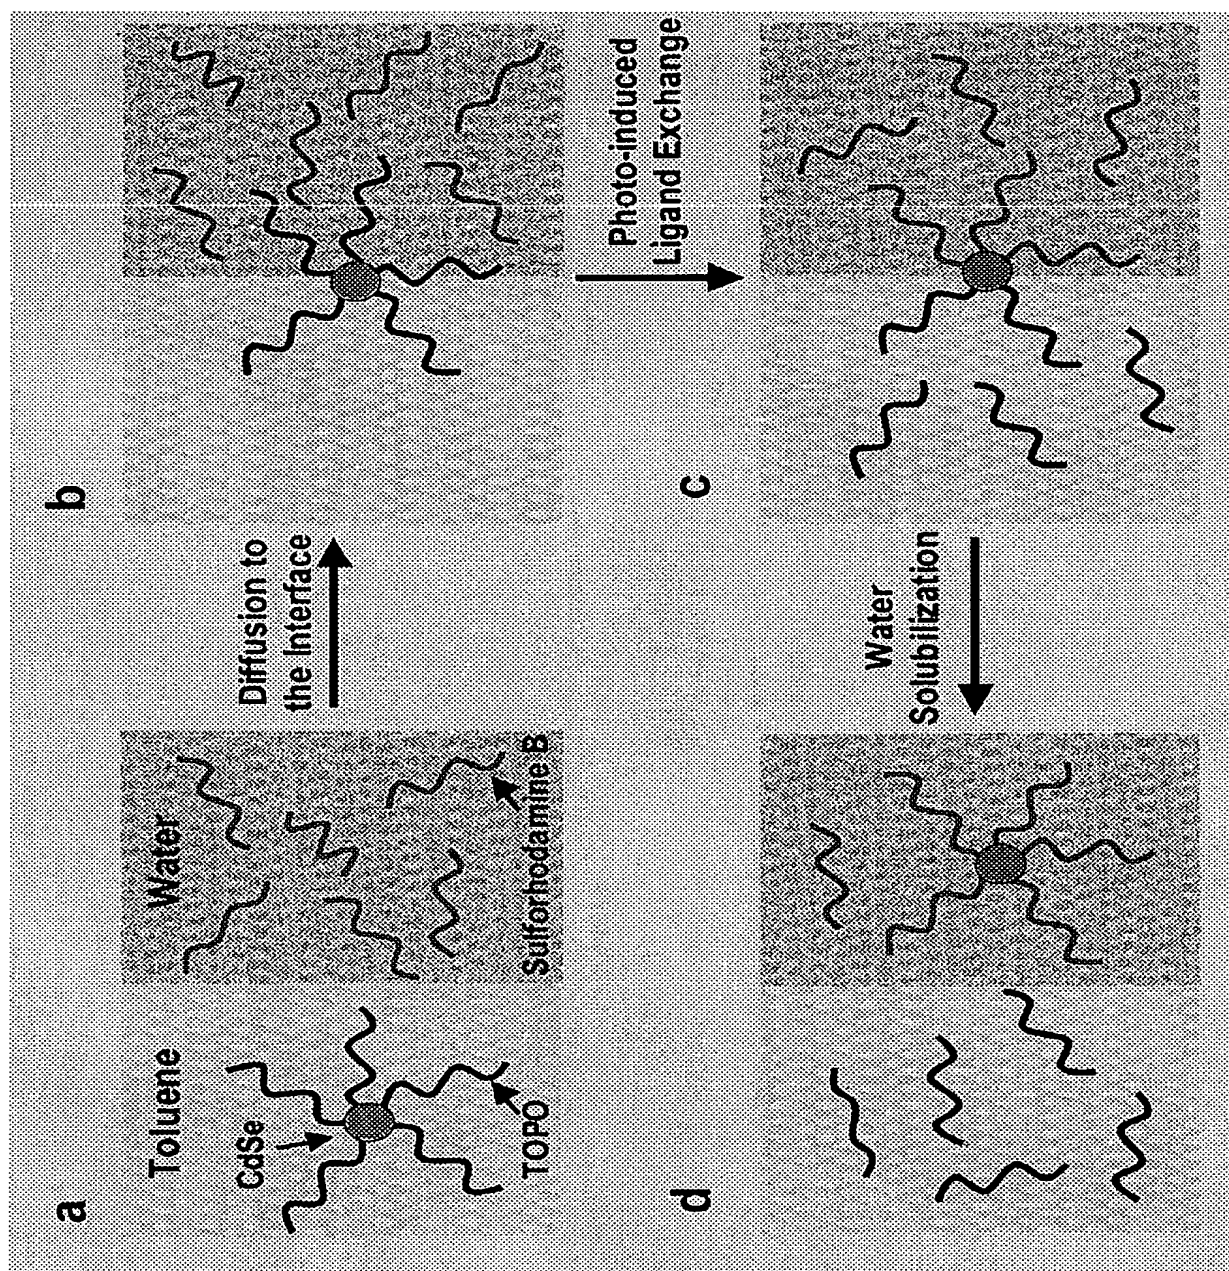 a
Toluene
Water
CdSe
TOPO
Sulforhodamine B
Diffusion to
the Interface
b
Photo-induced
Ligand Exchange
c
Water
Solubilization
d